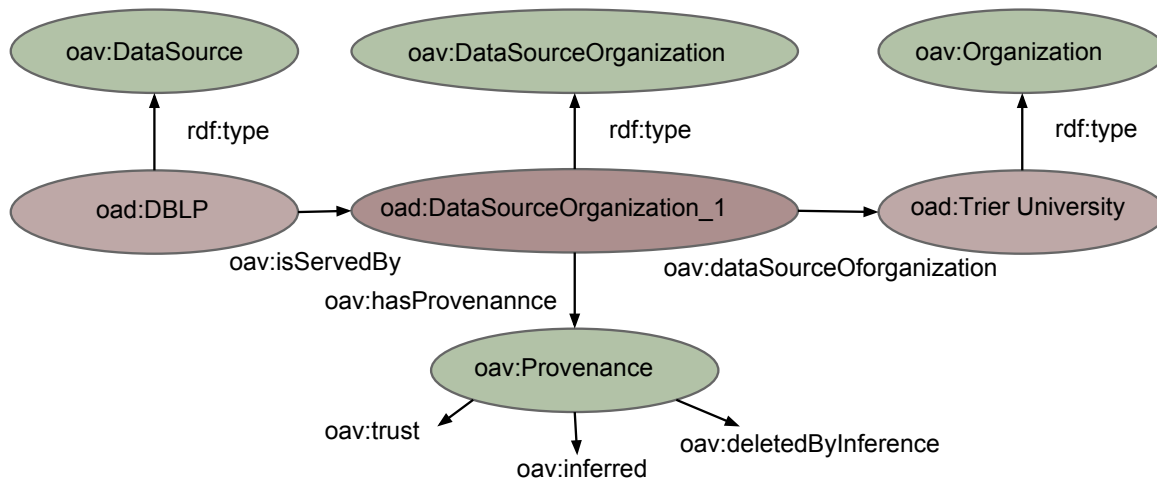 oav:DataSource
oav:DataSourceOrganization
oav:Organization
rdf:type
rdf:type
rdf:type
oad:DBLP
oad:DataSourceOrganization_1
oad:Trier University
oav:isServedBy
oav:dataSourceOforganization
oav:hasProvenannce
oav:Provenance
oav:trust
oav:inferred
oav:deletedByInference